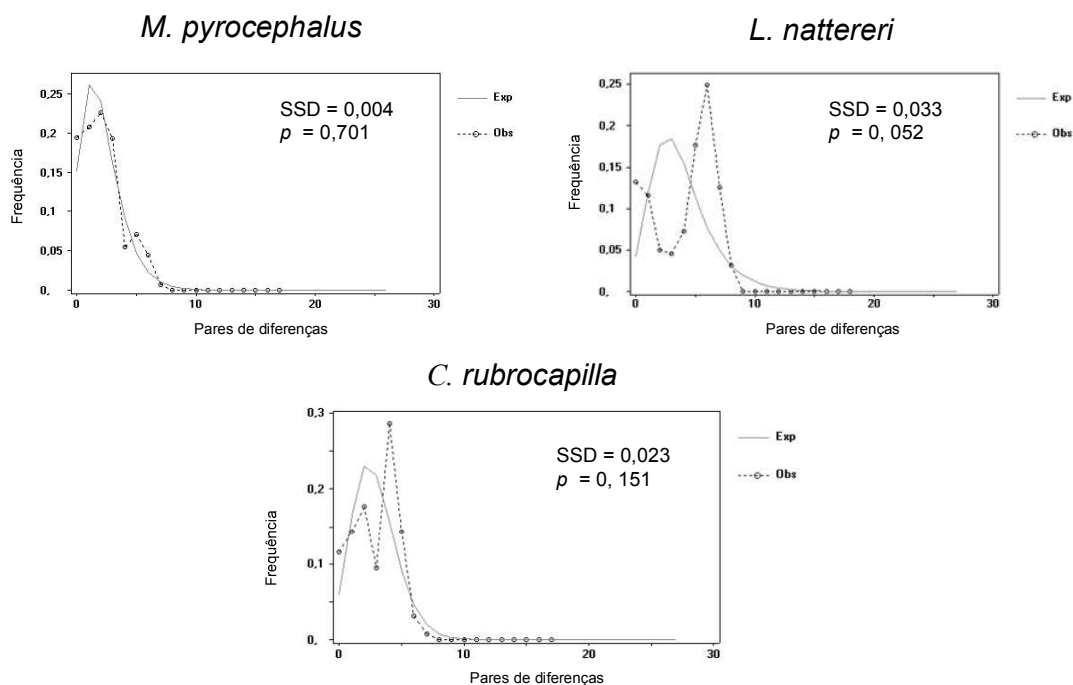 M. pyrocephalus
L. nattereri
0,25
0,2
0,15
0,1
0,05
0,
0
10
20
30
Frequência
Pares de diferenças
SSD = 0,004
p = 0,701
Exp
Obs
0,25
0,2
0,15
0,1
0,05
0,
0
10
20
30
Frequência
Pares de diferenças
SSD = 0,033
p = 0, 052
Exp
Obs
C. rubrocapilla
0,3
0,2
0,1
0,
0
10
20
30
Frequência
Pares de diferenças
SSD = 0,023
p = 0, 151
Exp
Obs